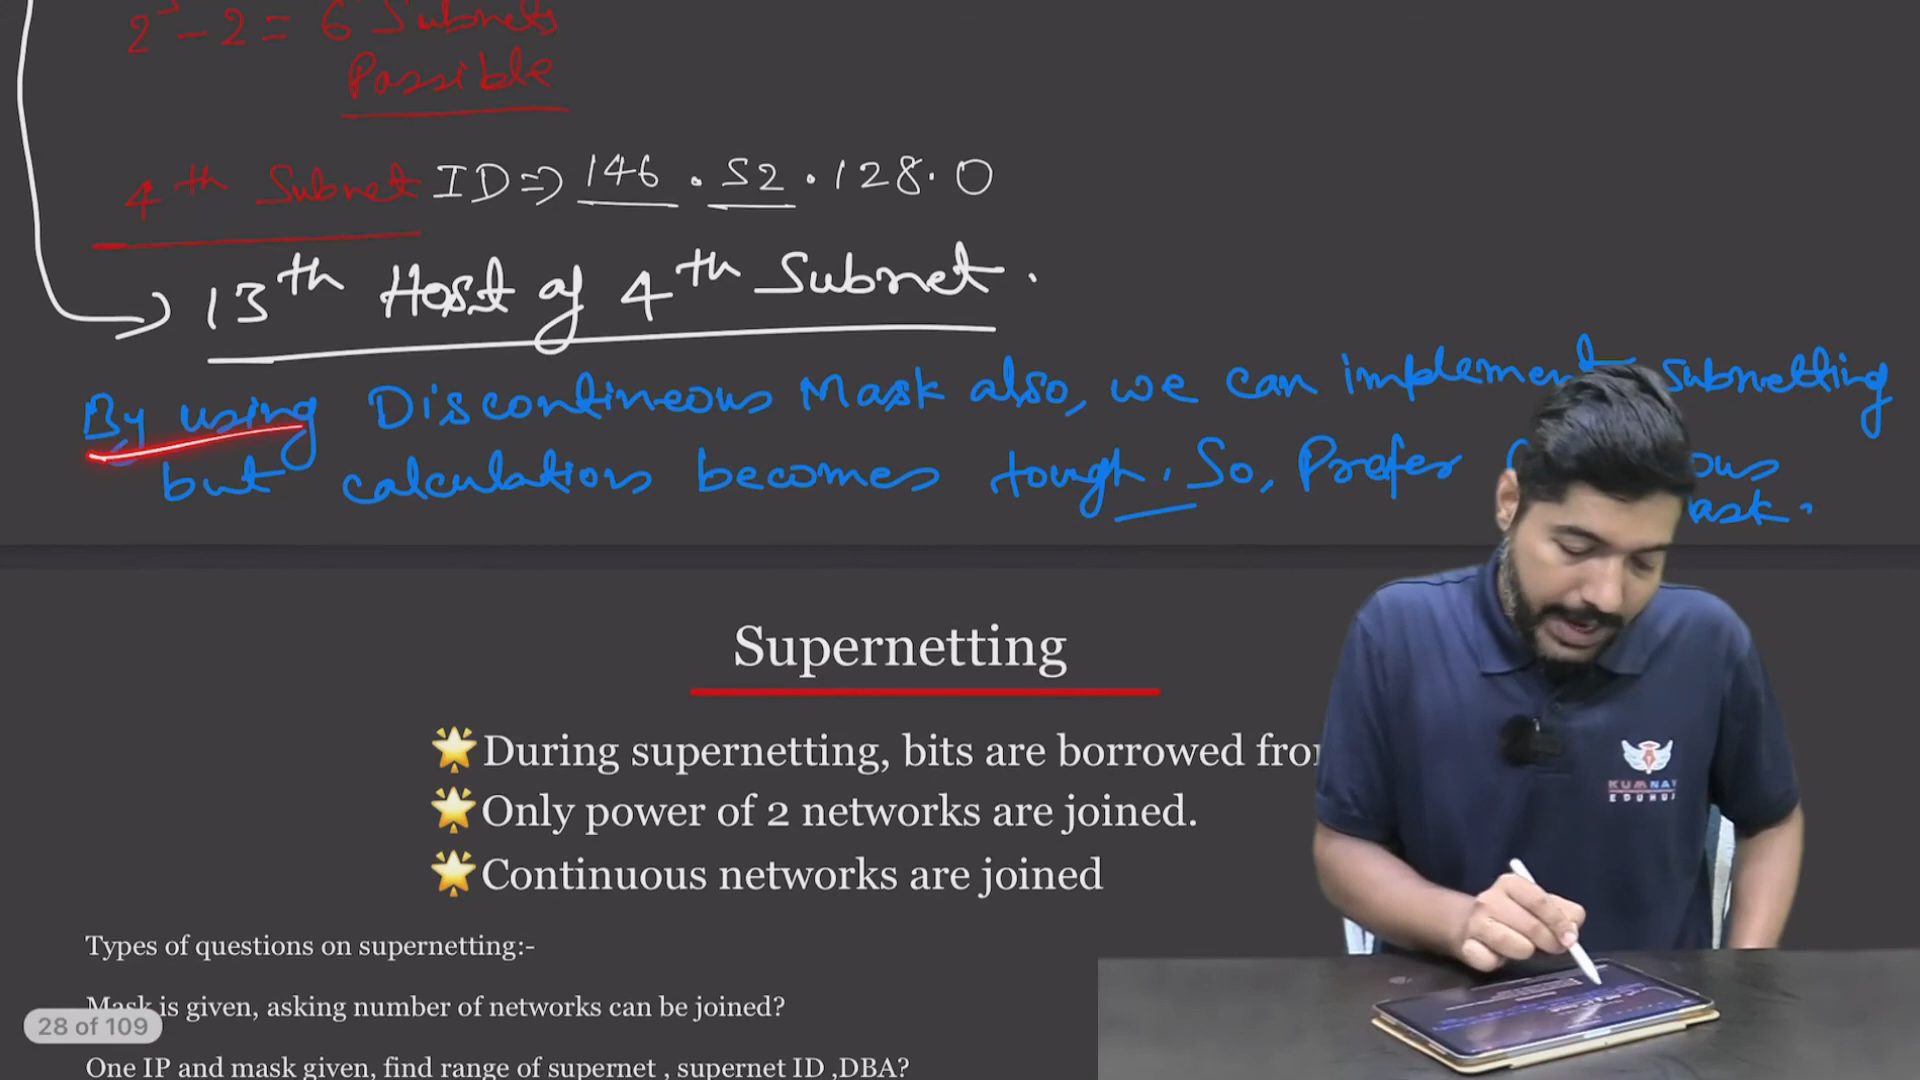 2³ - 2 = 6 Subnets
Possible
4th Subnet ID => 146 . 52 . 128 . 0
→ 13th Host of 4th Subnet .
By using Discontineous Mask also, we can implement subnetting
but calculation becomes tough. So, Prefer
ous
ask.
Supernetting
🌟 During supernetting, bits are borrowed fro
🌟 Only power of 2 networks are joined.
🌟 Continuous networks are joined
Types of questions on supernetting:-
Mask is given, asking number of networks can be joined?
28 of 109
One IP and mask given, find range of supernet , supernet ID ,DBA?
KUMNAY
EDUHUB